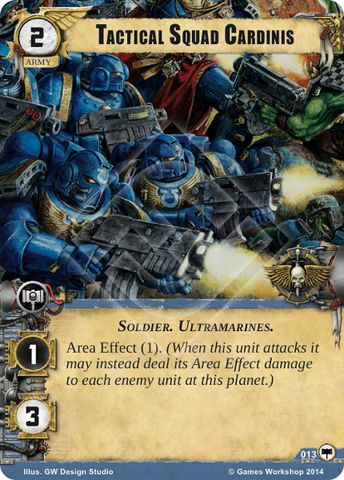 2
TACTICAL SQUAD CARDINIS
ARMY
SOLDIER. ULTRAMARINES.
1
Area Effect (1). (When this unit attacks it
may instead deal its Area Effect damage
to each enemy unit at this planet.)
3
013
Illus. GW Design Studio
© Games Workshop 2014